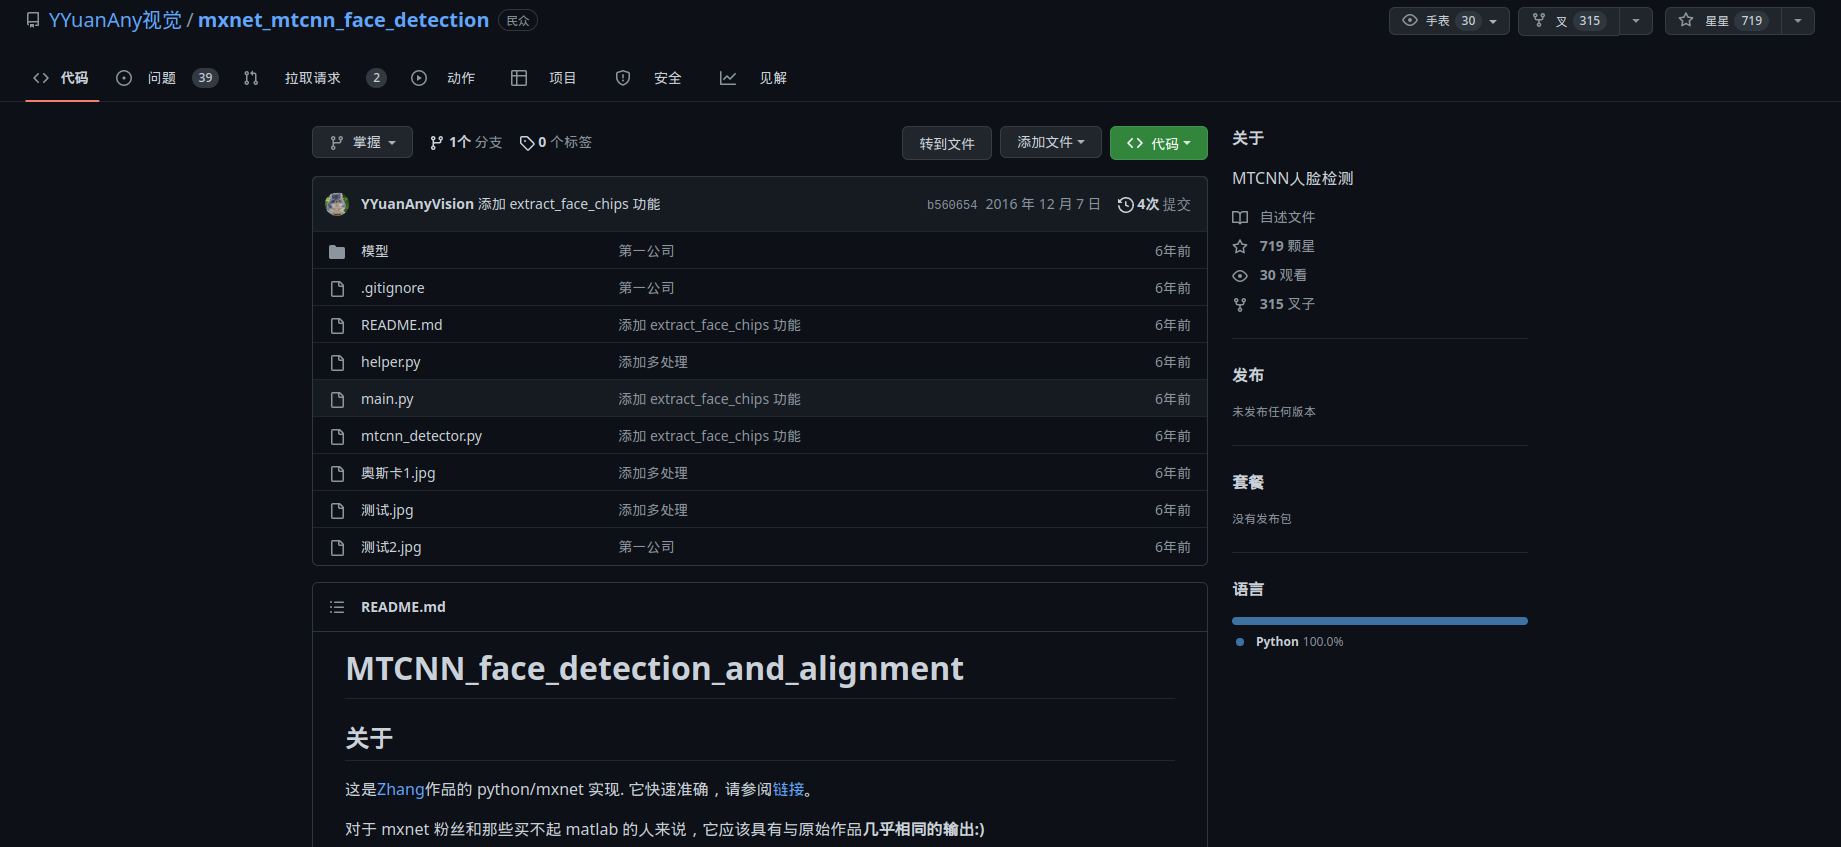 YYuanAny视觉 / mxnet_mtcnn_face_detection 民众
手表 30 叉 315 星星 719
代码 问题 39 拉取请求 2 动作 项目 安全 见解
掌握 1个 分支 0 个标签 转到文件 添加文件 代码
YYuanAnyVision 添加 extract_face_chips 功能 b560654 2016 年 12 月 7 日 4次 提交
模型 第一公司 6年前
.gitignore 第一公司 6年前
README.md 添加 extract_face_chips 功能 6年前
helper.py 添加多处理 6年前
main.py 添加 extract_face_chips 功能 6年前
mtcnn_detector.py 添加 extract_face_chips 功能 6年前
奥斯卡1.jpg 添加多处理 6年前
测试.jpg 添加多处理 6年前
测试2.jpg 第一公司 6年前
README.md
MTCNN_face_detection_and_alignment
关于
这是Zhang作品的 python/mxnet 实现. 它快速准确，请参阅链接。
对于 mxnet 粉丝和那些买不起 matlab 的人来说，它应该具有与原始作品几乎相同的输出:)
关于
MTCNN人脸检测
自述文件
719 颗星
30 观看
315 叉子
发布
未发布任何版本
套餐
没有发布包
语言
Python 100.0%